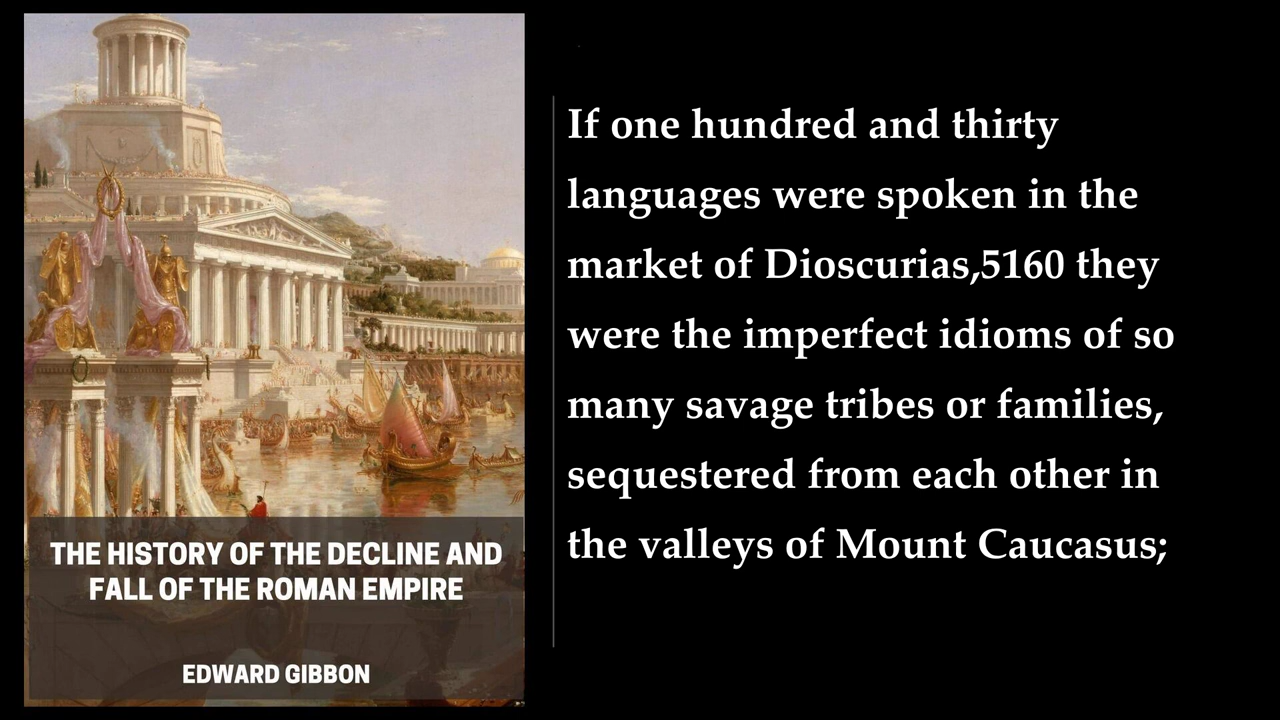 THE HISTORY OF THE DECLINE AND
FALL OF THE ROMAN EMPIRE
EDWARD GIBBON
If one hundred and thirty
languages were spoken in the
market of Dioscurias,5160 they
were the imperfect idioms of so
many savage tribes or families,
sequestered from each other in
the valleys of Mount Caucasus;